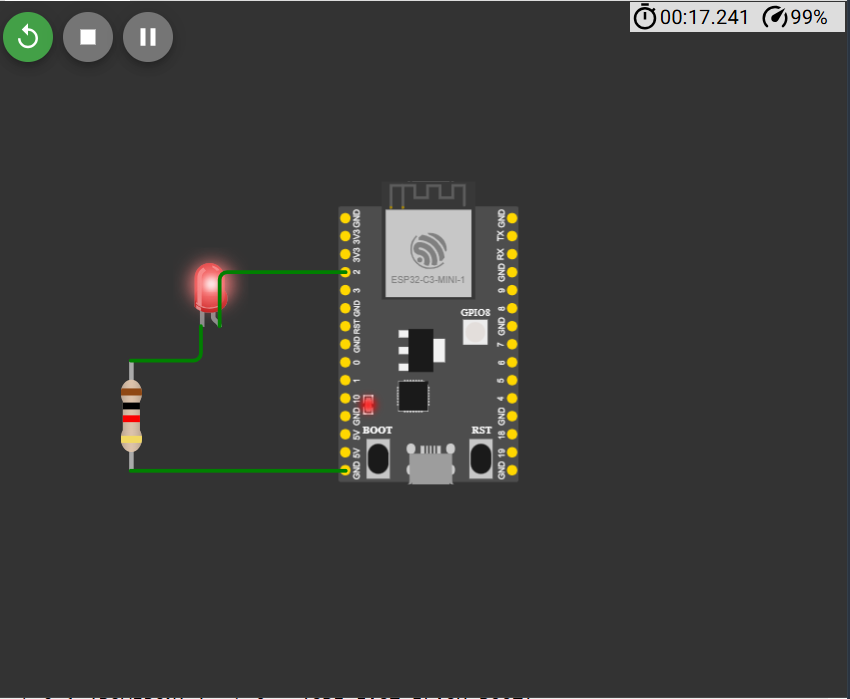 00:17.241 99%
ESP32-C3-MINI-1
GND
3V3
3V3
2
3
GND
RST
GND
0
1
10
GND
5V
5V
GND
GND
TX
RX
GND
9
8
GND
7
6
5
4
GND
18
19
GND
GPIO8
BOOT
RST